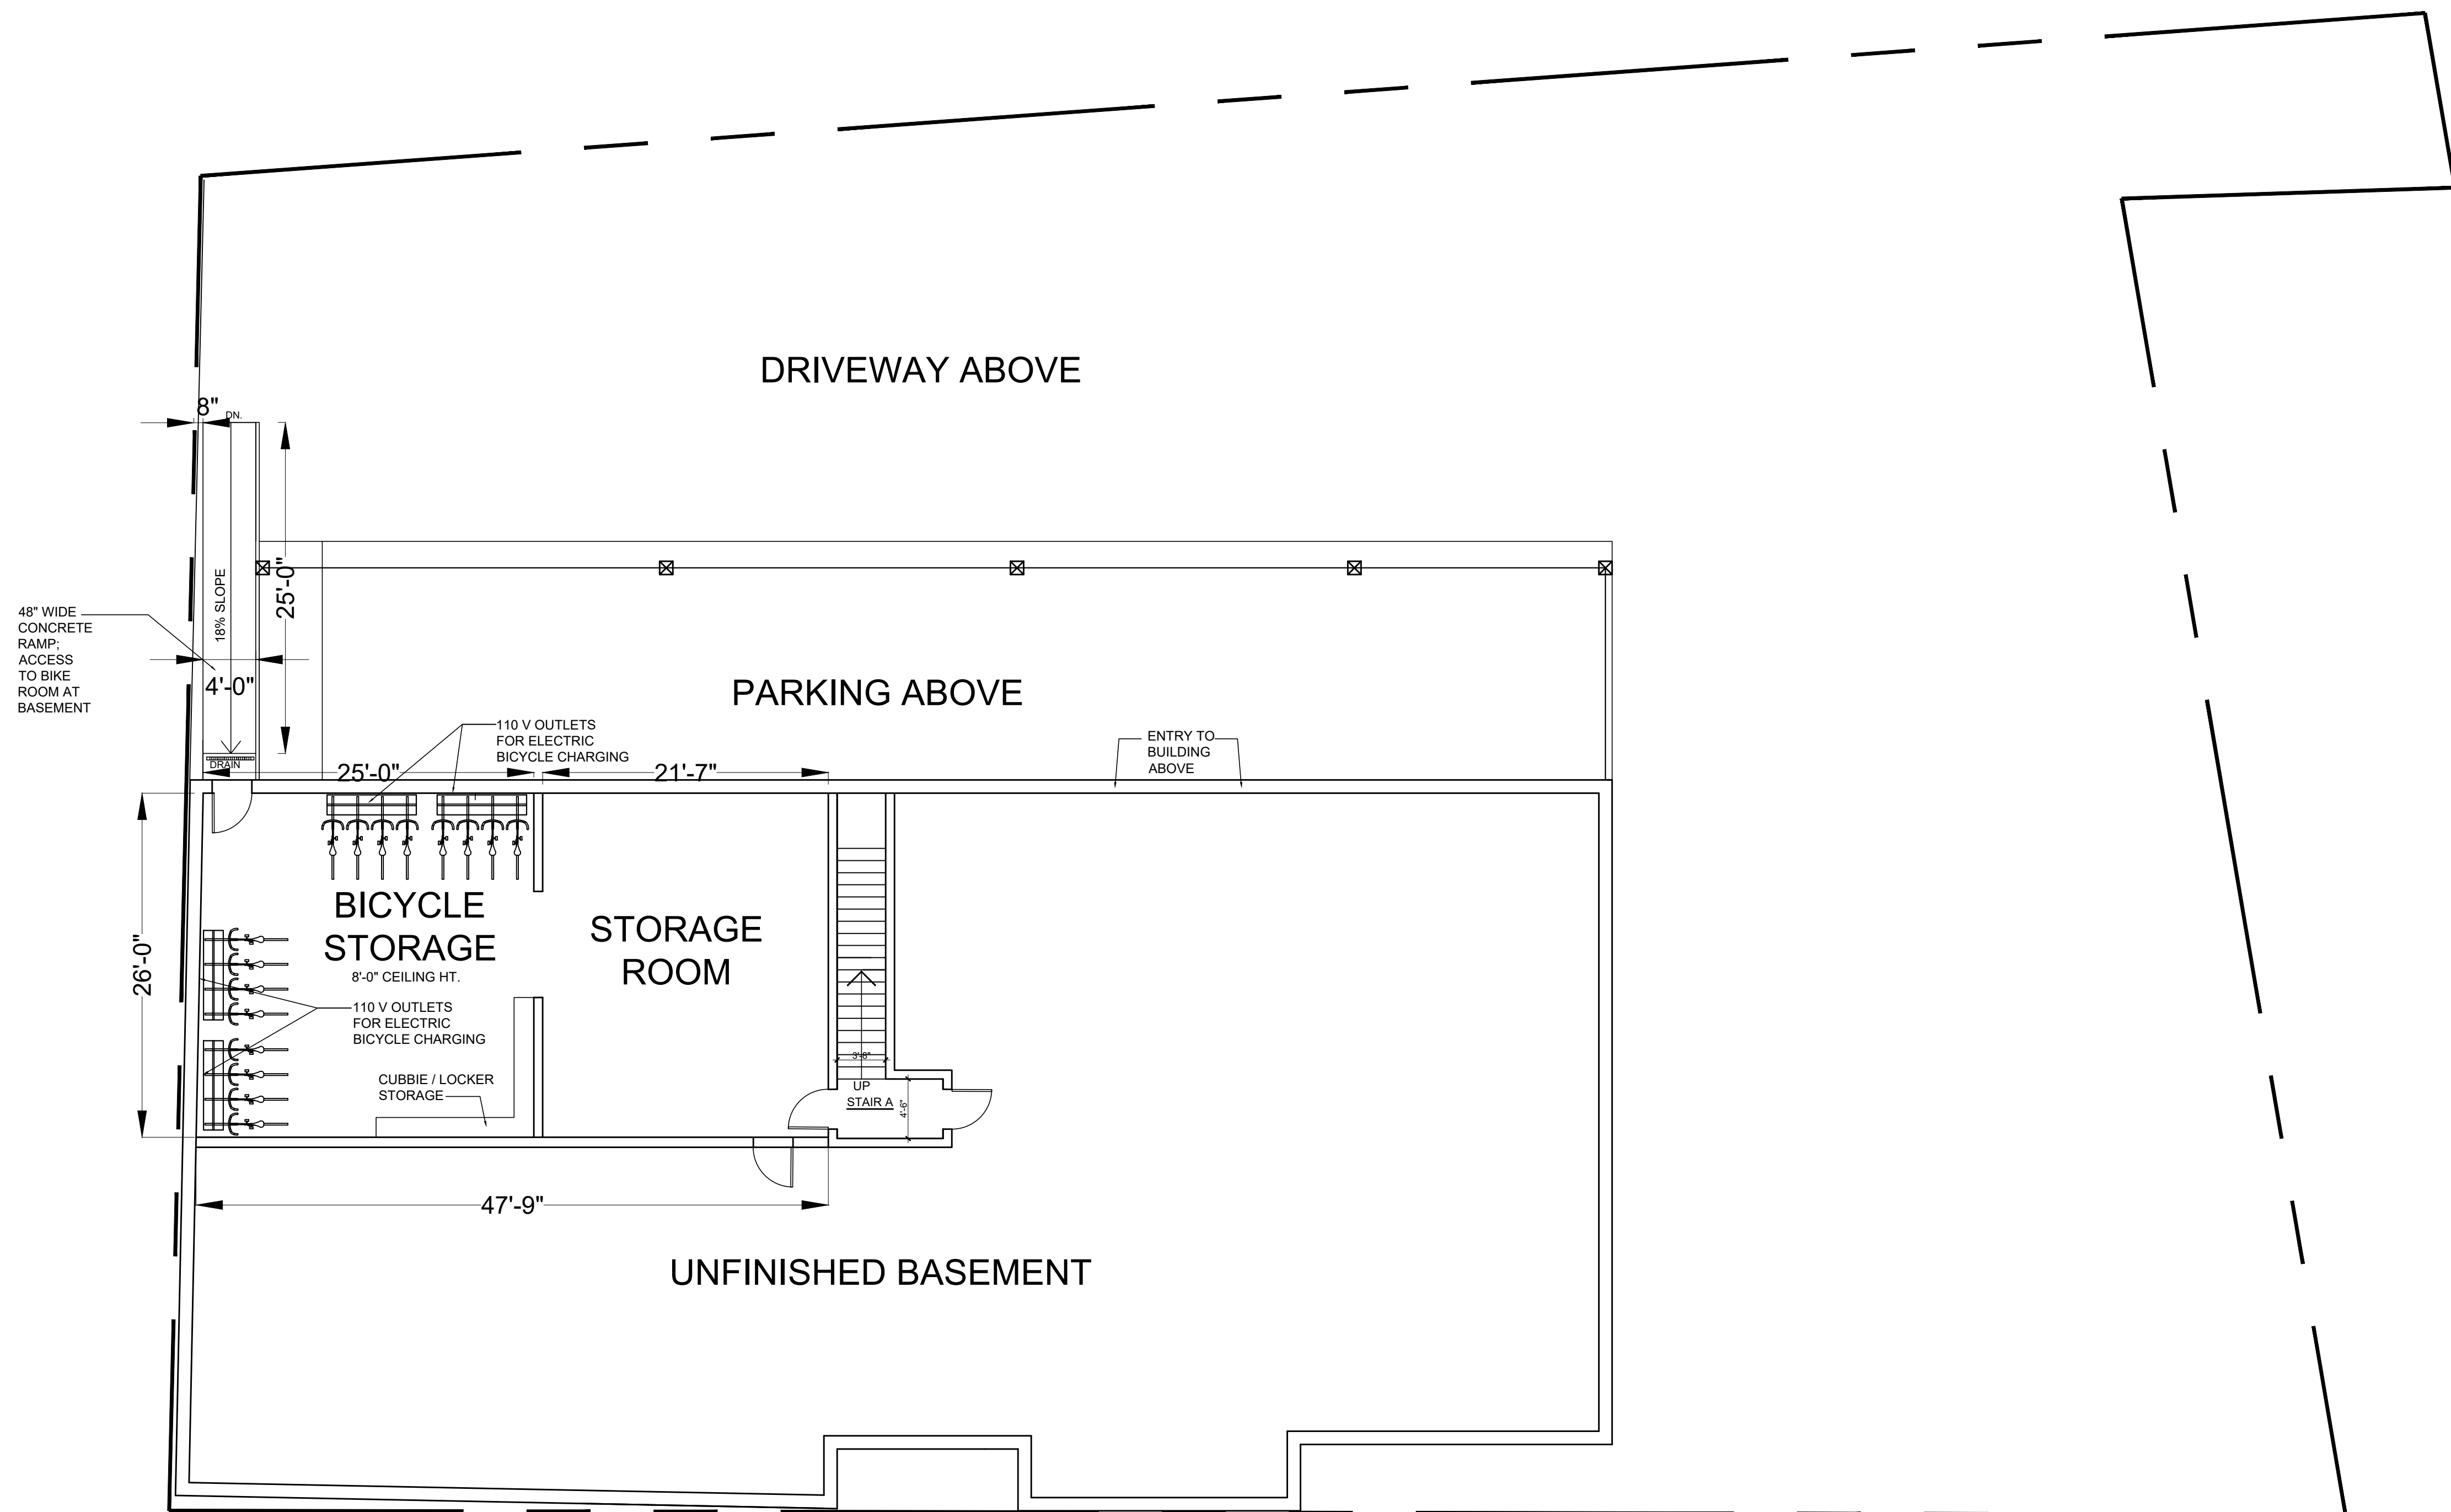 DRIVEWAY ABOVE
8"
DN.
18% SLOPE
25'-0"
48" WIDE
CONCRETE
RAMP;
ACCESS
TO BIKE
ROOM AT
BASEMENT
4'-0"
PARKING ABOVE
110 V OUTLETS
FOR ELECTRIC
BICYCLE CHARGING
ENTRY TO
BUILDING
ABOVE
DRAIN
25'-0"
21'-7"
BICYCLE
STORAGE
8'-0" CEILING HT.
STORAGE
ROOM
26'-0"
110 V OUTLETS
FOR ELECTRIC
BICYCLE CHARGING
CUBBIE / LOCKER
STORAGE
3'-8"
UP
STAIR A
4'-6"
47'-9"
UNFINISHED BASEMENT